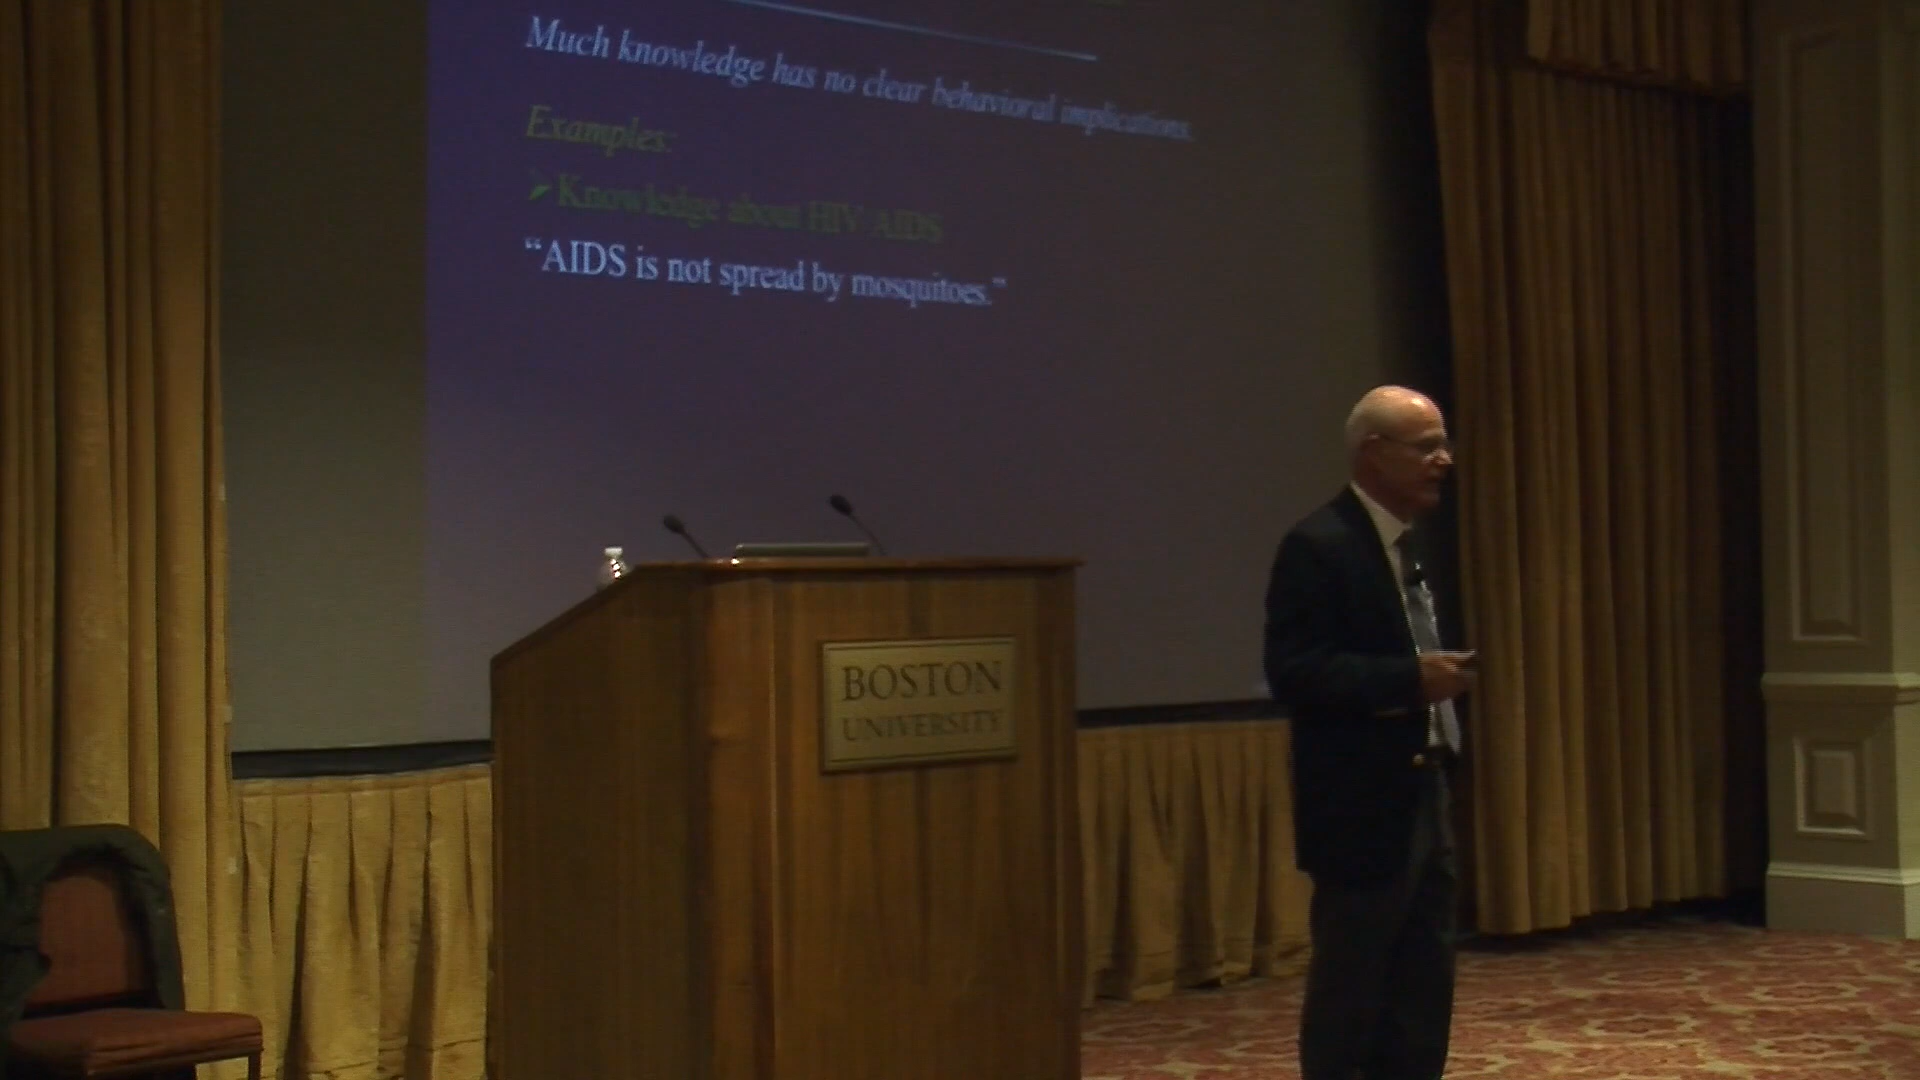 Much knowledge has no clear behavioral implications.
Examples:
➤Knowledge about HIV-AIDS
“AIDS is not spread by mosquitoes.”
BOSTON
UNIVERSITY